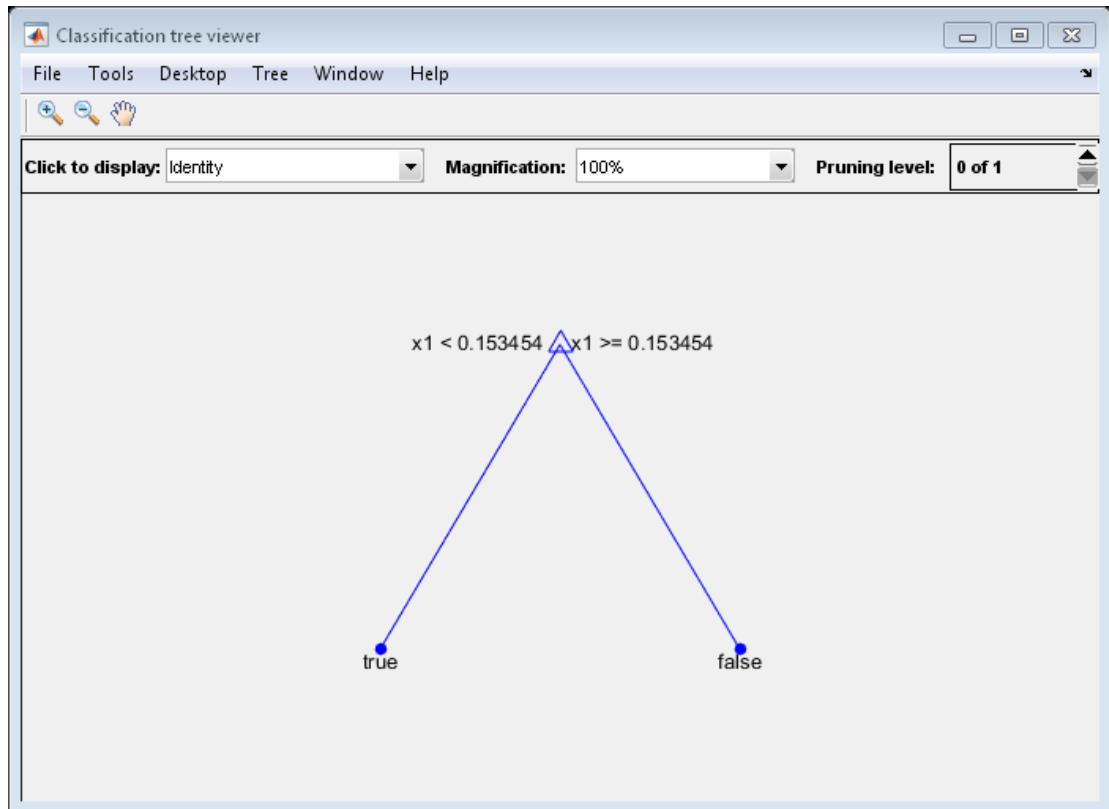 Classification tree viewer
File Tools Desktop Tree Window Help
Click to display: Identity Magnification: 100% Pruning level: 0 of 1
x1 < 0.153454 x1 >= 0.153454
true false